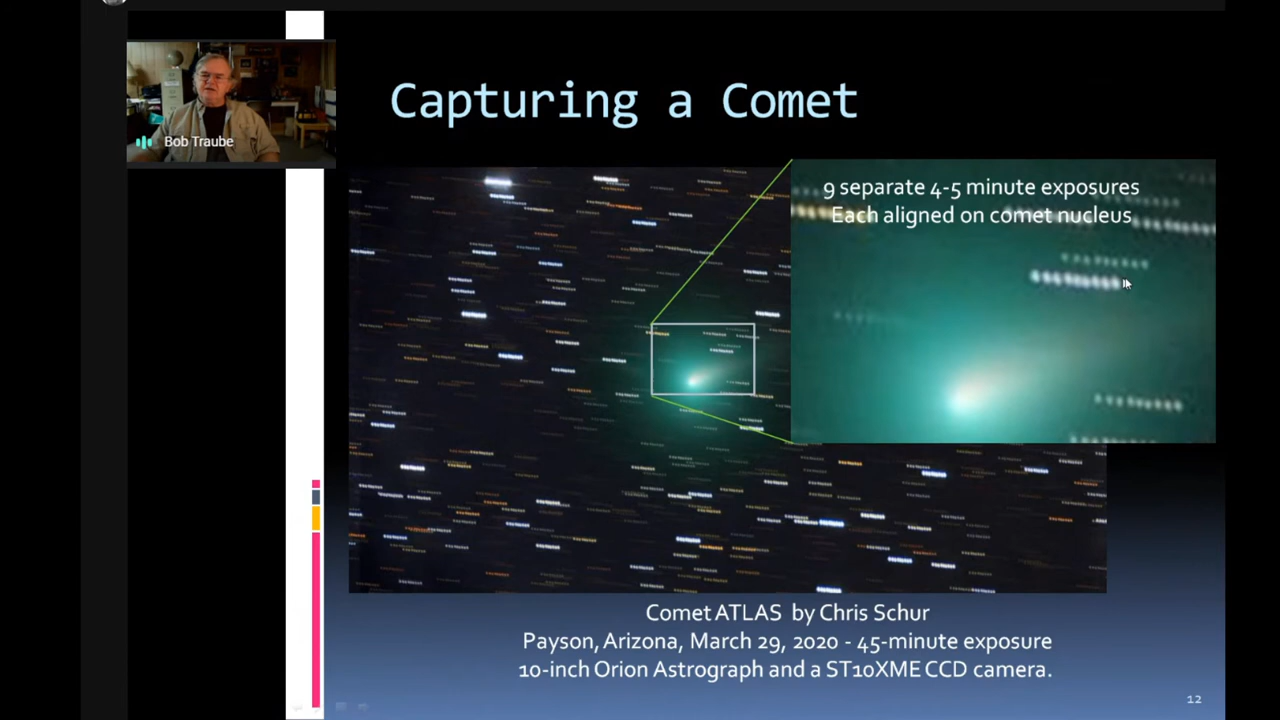 Capturing a Comet
Bob Traube
9 separate 4-5 minute exposures
Each aligned on comet nucleus
Comet ATLAS by Chris Schur
Payson, Arizona, March 29, 2020 - 45-minute exposure
10-inch Orion Astrograph and a ST10XME CCD camera.
12